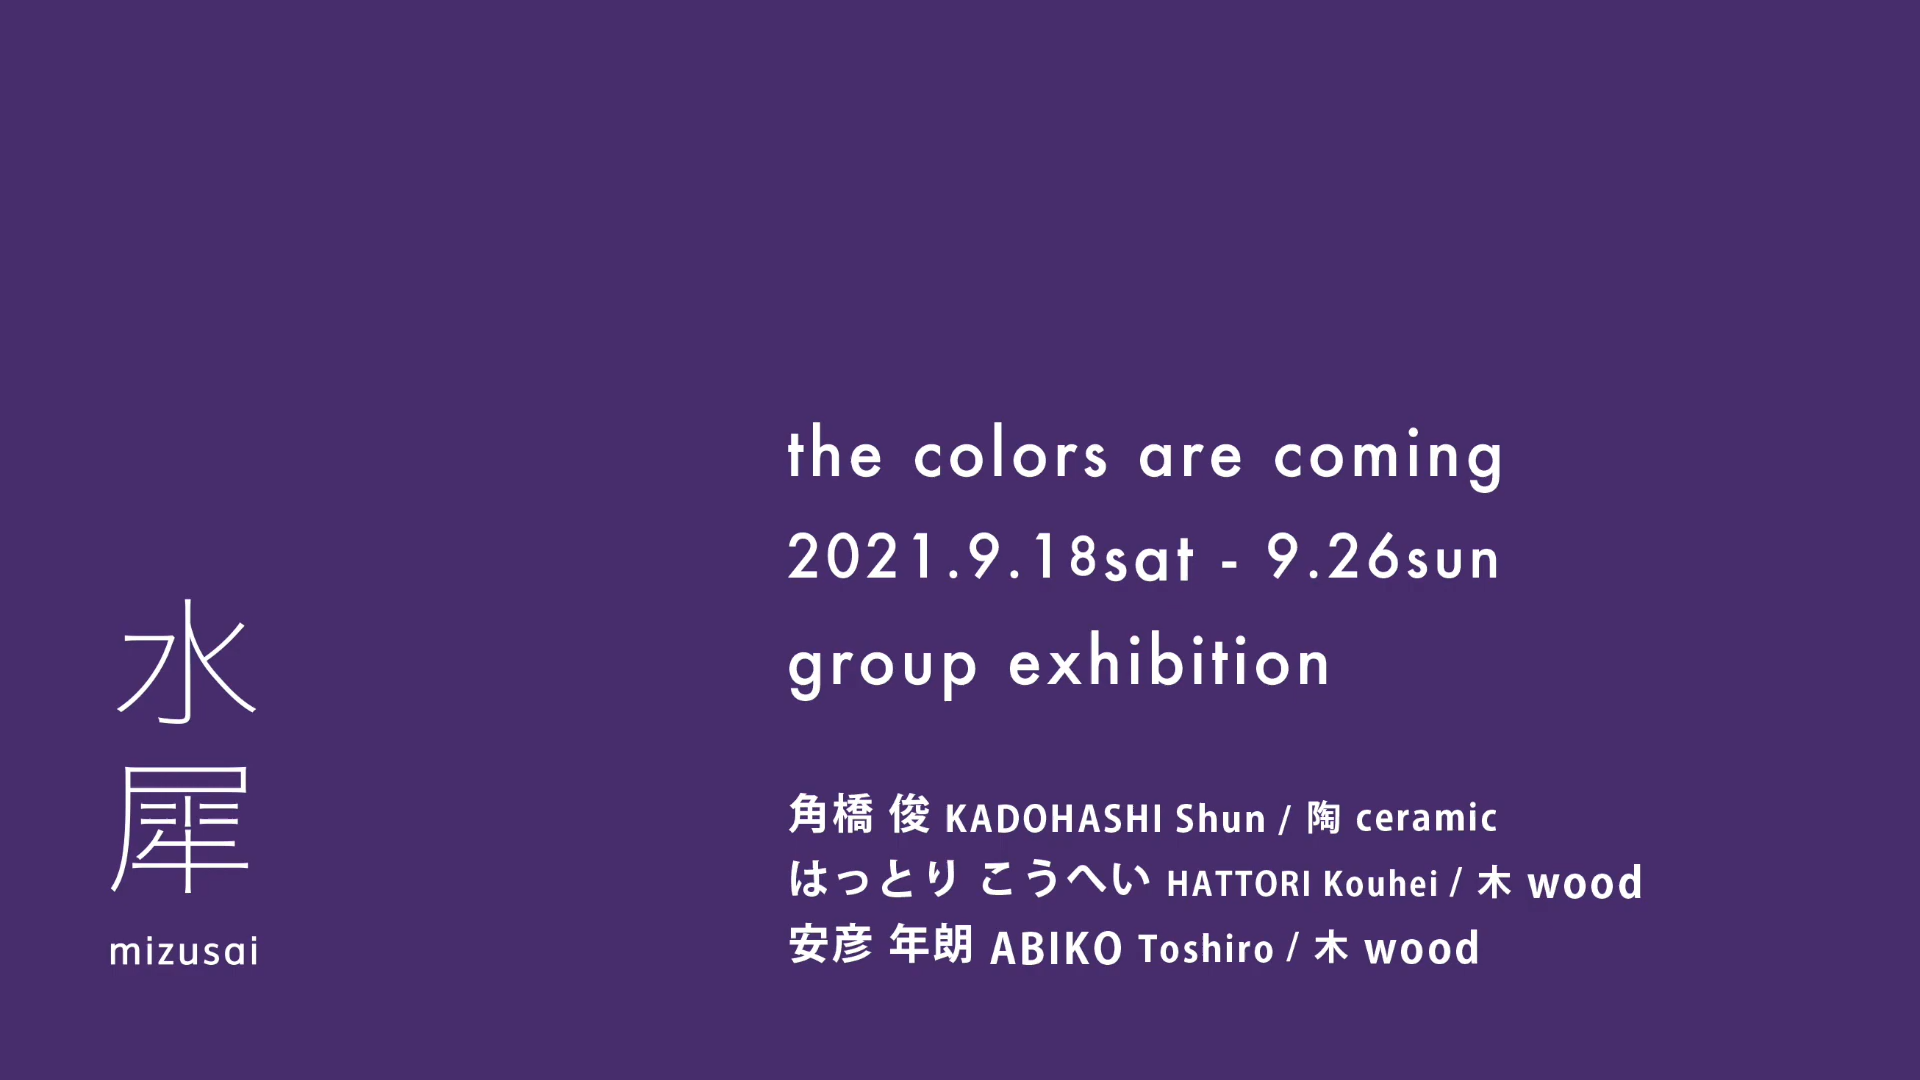 the colors are coming
2021.9.18sat - 9.26sun
group exhibition
角橋 俊 KADOHASHI Shun / 陶 ceramic
はっとり こうへい HATTORI Kouhei / 木 wood
安彦 年朗 ABIKO Toshiro / 木 wood
水犀
mizusai